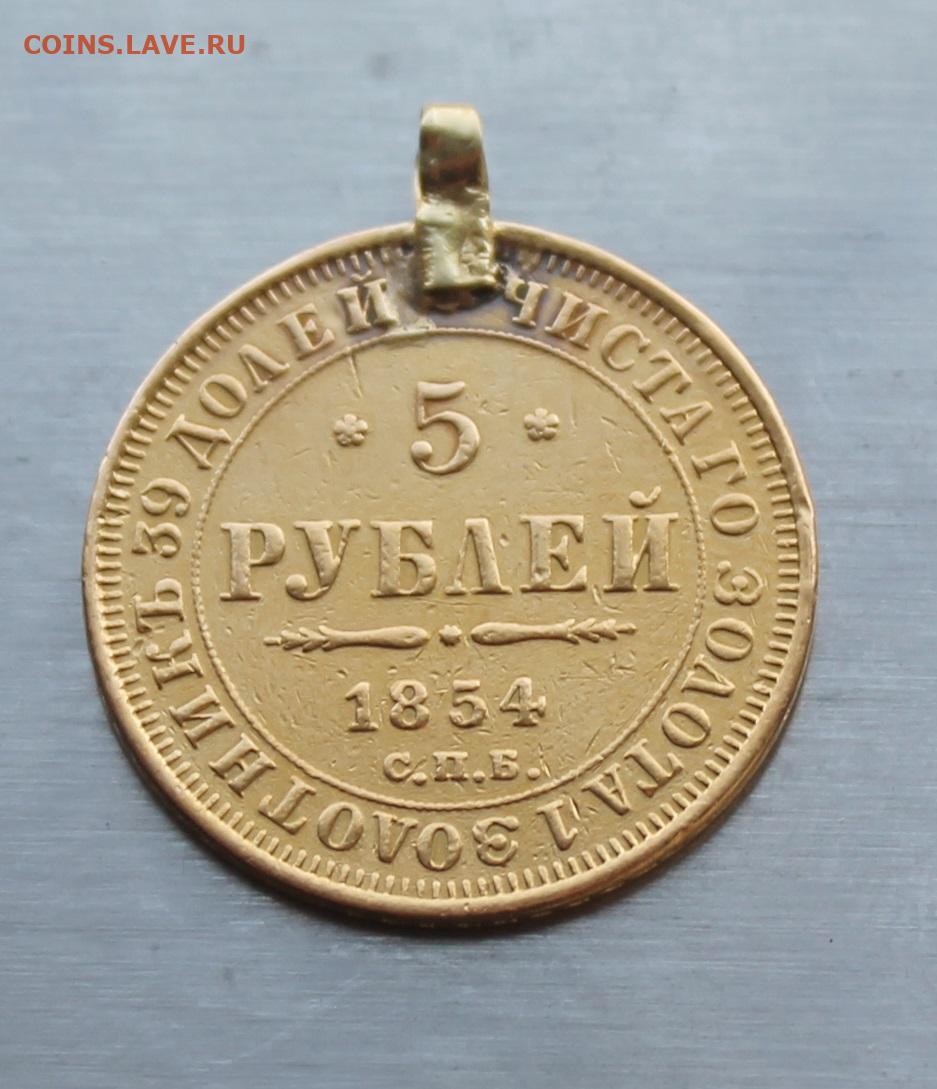 COINS.LAVE.RU
ЧИСТАГО ЗОЛОТА 1 ЗОЛОТНИКЪ 39 ДОЛЕЙ
5
РУБЛЕЙ
1854
С.П.Б.